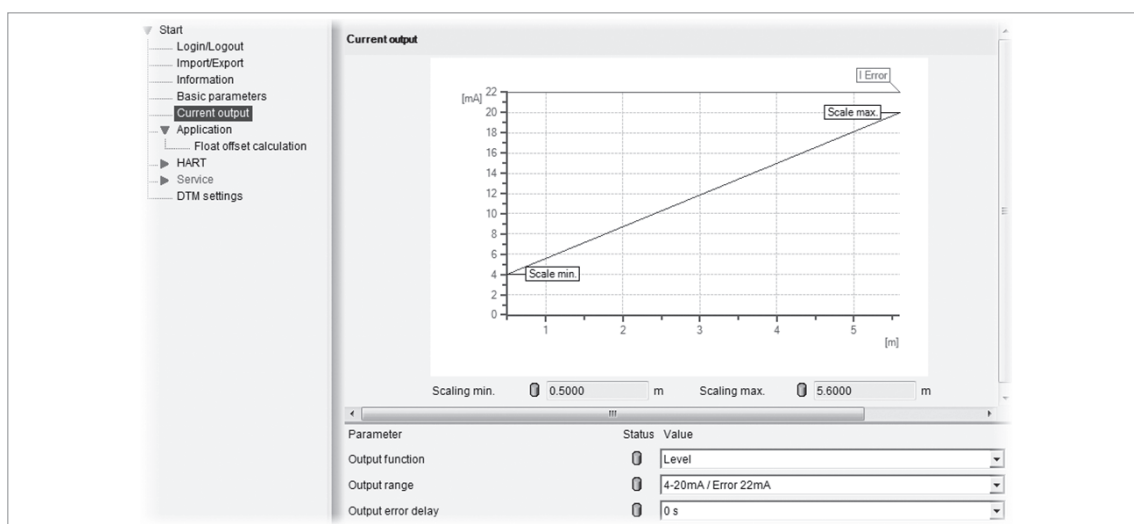 Start
Login/Logout
Import/Export
Information
Basic parameters
Current output
Application
Float offset calculation
HART
Service
DTM settings
Current output
I Error
[mA]
22
20
18
16
14
12
10
8
6
4
2
0
Scale max.
Scale min.
1 2 3 4 5
[m]
Scaling min. 0.5000 m Scaling max. 5.6000 m
Parameter Status Value
Output function Level
Output range 4-20mA / Error 22mA
Output error delay 0 s